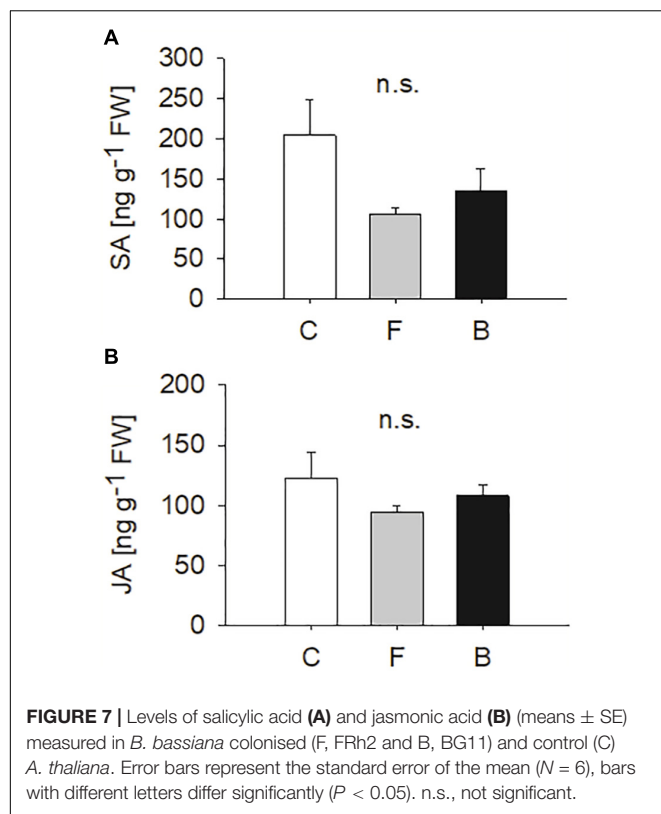 A
300
250
200
150
100
50
0
SA [ng g⁻¹ FW]
n.s.
C F B
B
200
150
100
50
0
JA [ng g⁻¹ FW]
n.s.
C F B
FIGURE 7 | Levels of salicylic acid (A) and jasmonic acid (B) (means ± SE)
measured in B. bassiana colonised (F, FRh2 and B, BG11) and control (C)
A. thaliana. Error bars represent the standard error of the mean (N = 6), bars
with different letters differ significantly (P < 0.05). n.s., not significant.